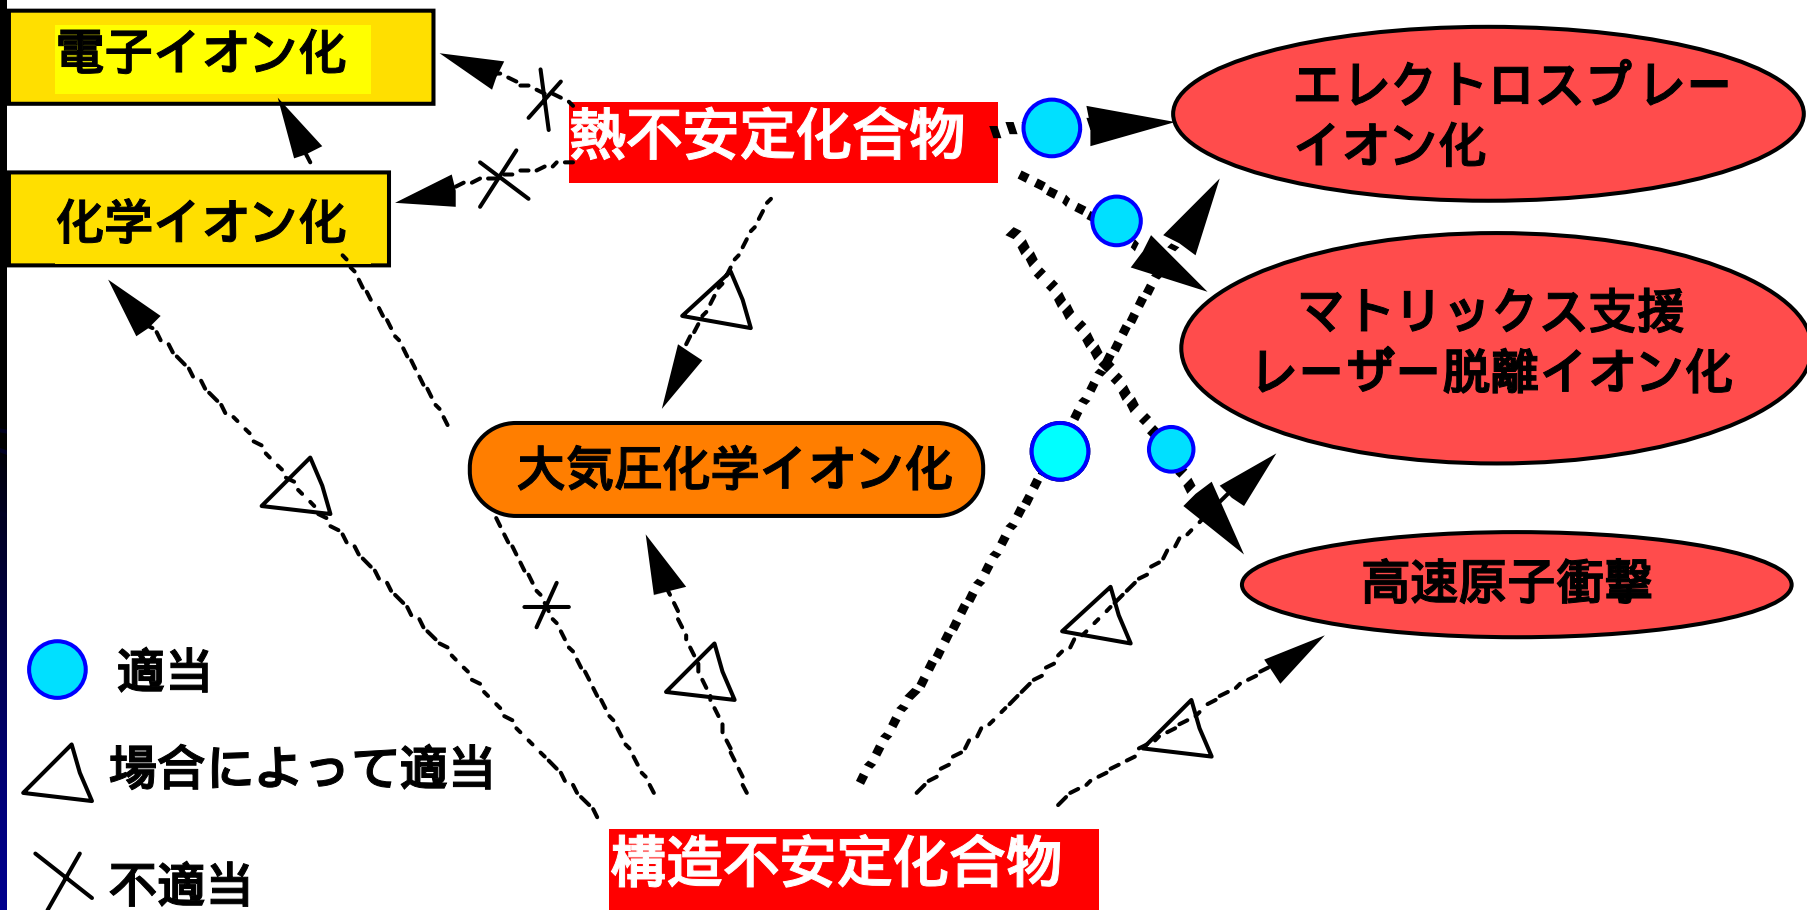 電子イオン化
化学イオン化
熱不安定化合物
エレクトロスプレー
イオン化
マトリックス支援
レーザー脱離イオン化
大気圧化学イオン化
高速原子衝撃
適当
場合によって適当
不適当
構造不安定化合物